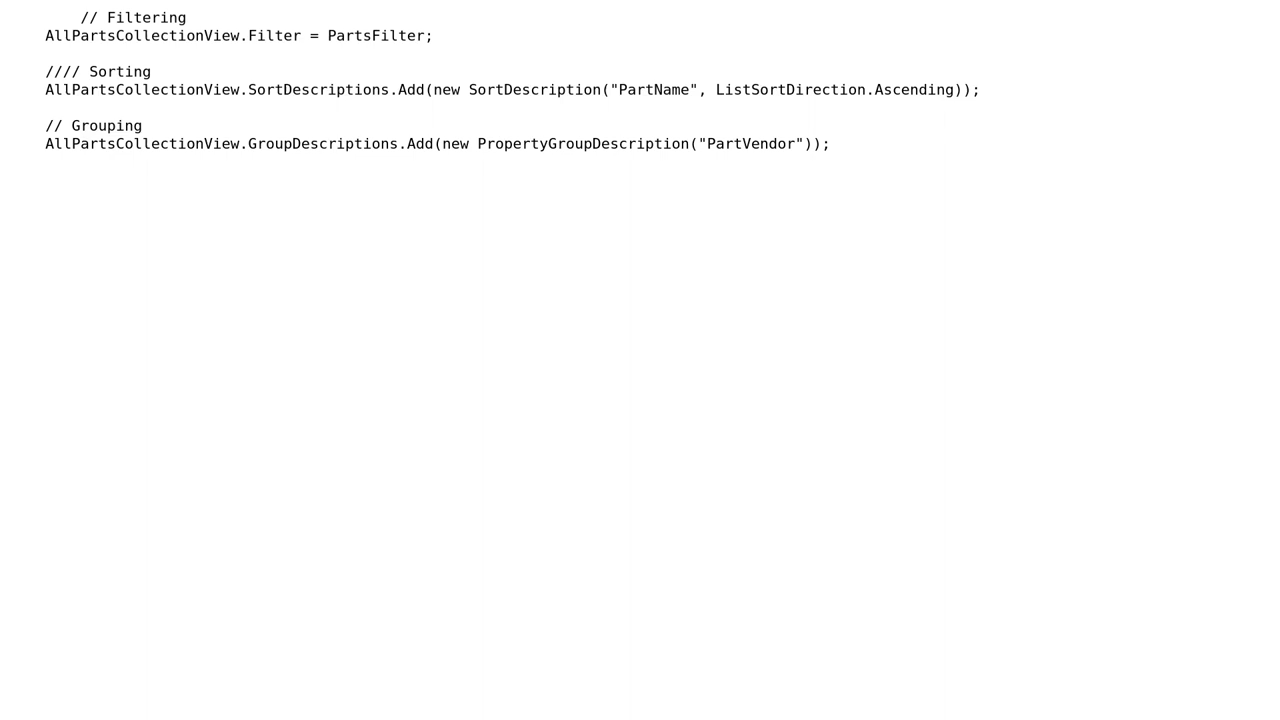 // Filtering
AllPartsCollectionView.Filter = PartsFilter;
//// Sorting
AllPartsCollectionView.SortDescriptions.Add(new SortDescription("PartName", ListSortDirection.Ascending));
// Grouping
AllPartsCollectionView.GroupDescriptions.Add(new PropertyGroupDescription("PartVendor"));